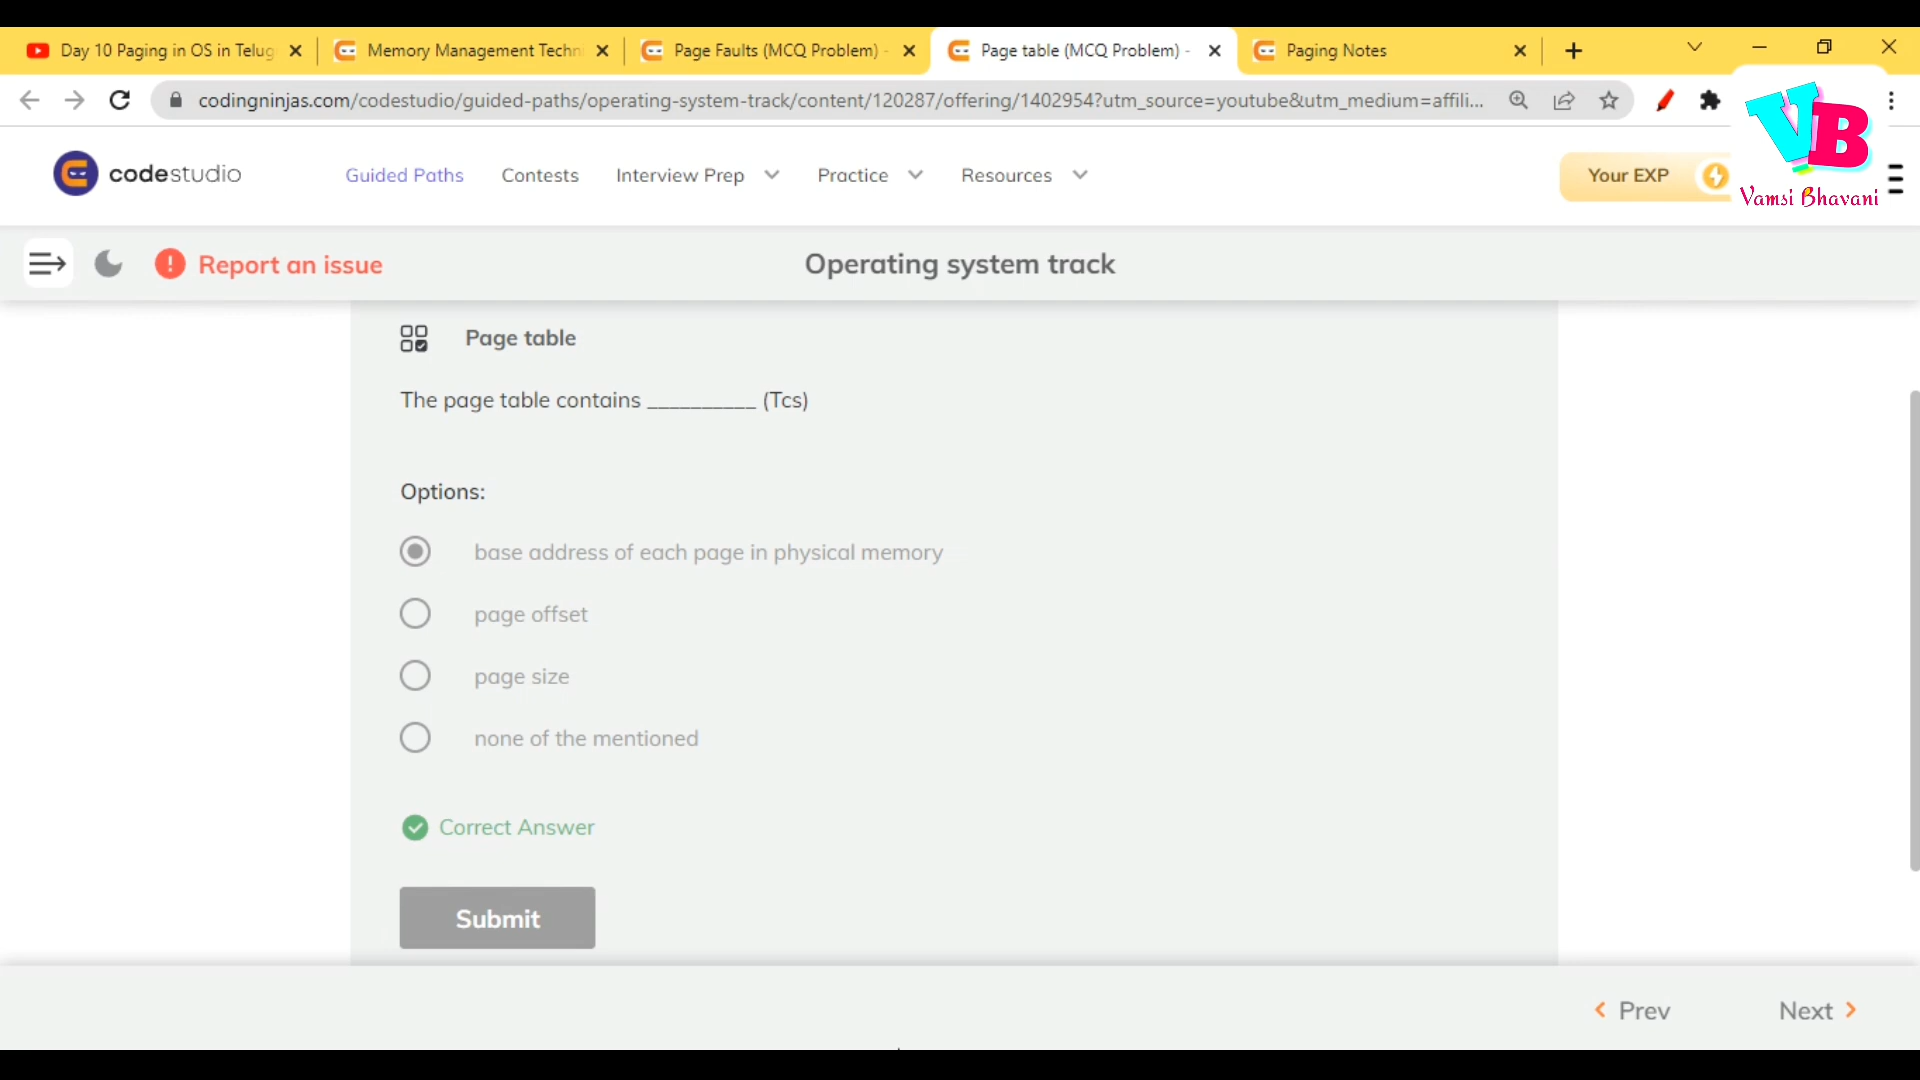 Day 10 Paging in OS in Telug
Memory Management Techn
Page Faults (MCQ Problem) -
Page table (MCQ Problem) -
Paging Notes
codingninjas.com/codestudio/guided-paths/operating-system-track/content/120287/offering/1402954?utm_source=youtube&utm_medium=affili...
VB
Vamsi Bhavani
codestudio
Guided Paths
Contests
Interview Prep
Practice
Resources
Your EXP
Report an issue
Operating system track
Page table
The page table contains __________ (Tcs)
Options:
base address of each page in physical memory
page offset
page size
none of the mentioned
Correct Answer
Submit
Prev
Next